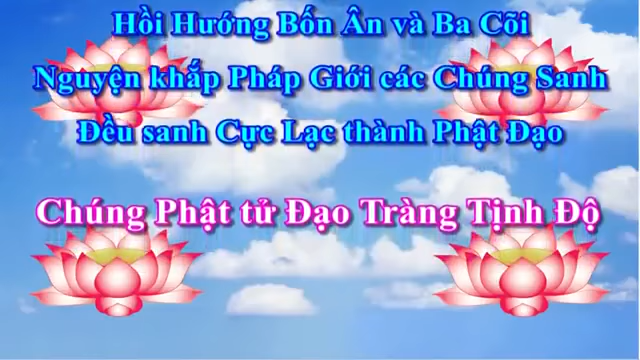 Hồi Hướng Bốn Ân và Ba Cõi
Nguyện khắp Pháp Giới các Chúng Sanh
Đều sanh Cực Lạc thành Phật Đạo
Chúng Phật tử Đạo Tràng Tịnh Độ